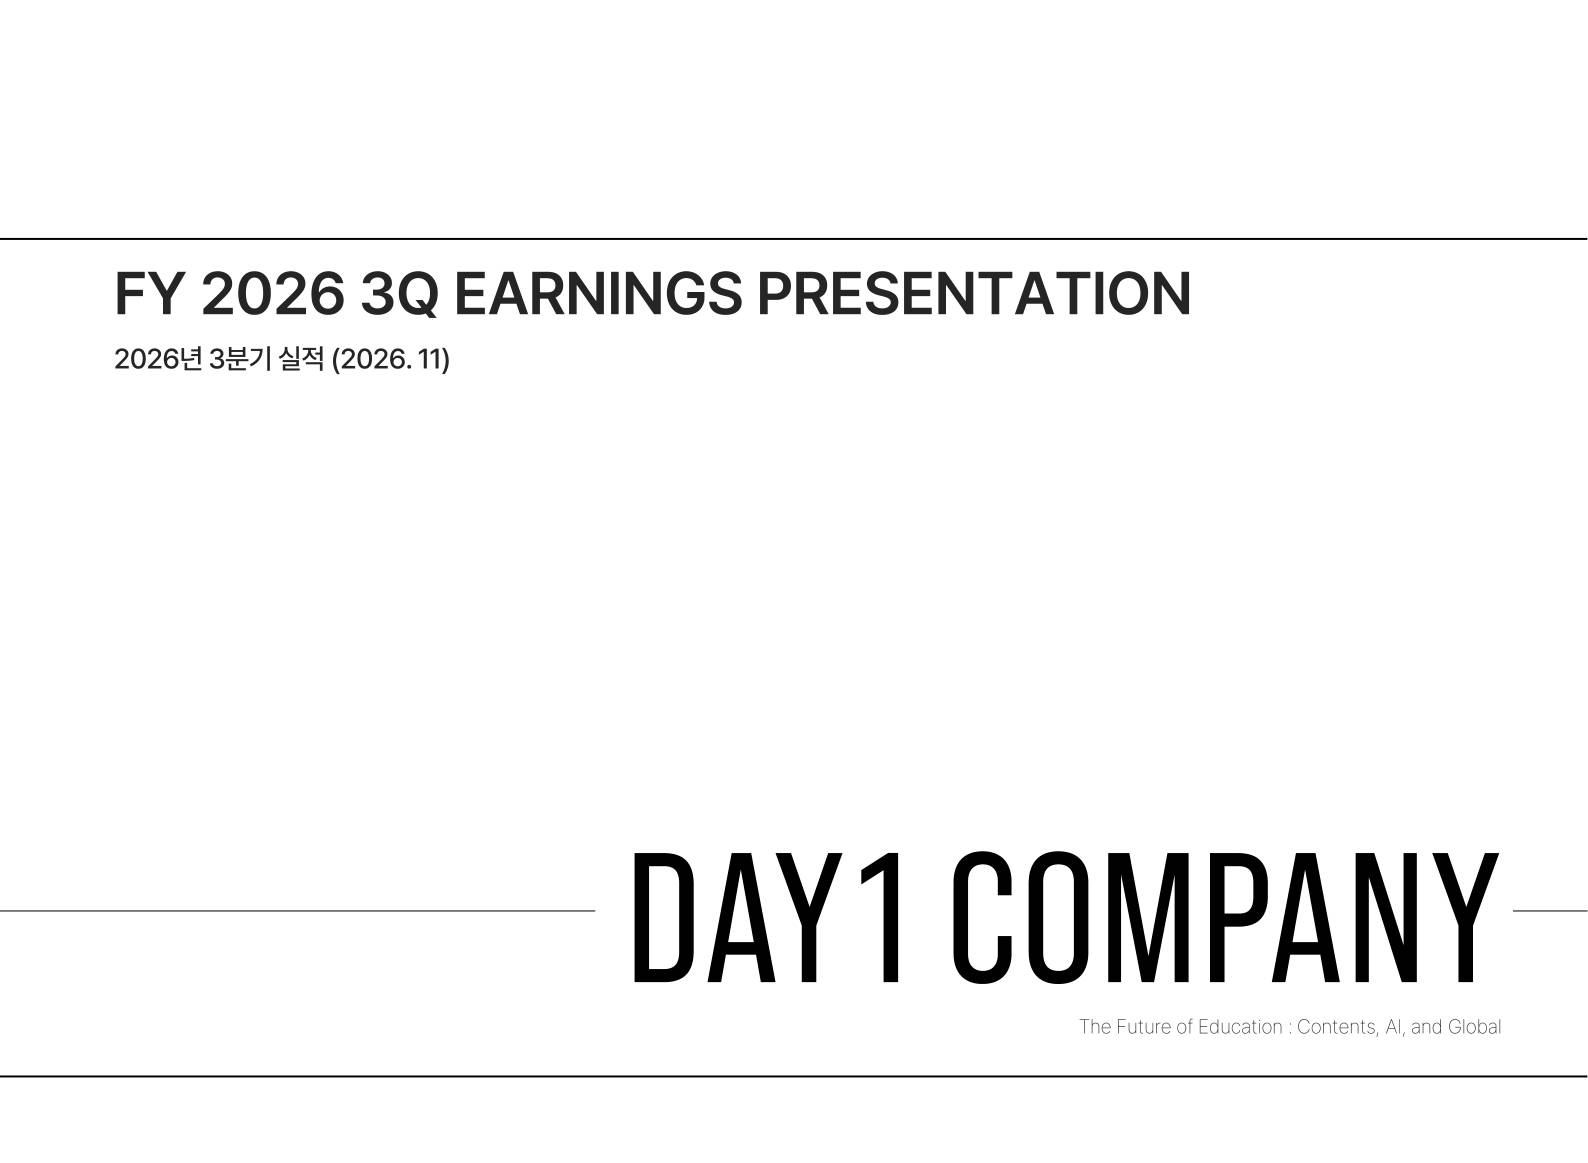 FY 2026 3Q EARNINGS PRESENTATION
2026년 3분기 실적 (2026. 11)
DAY1 COMPANY
The Future of Education : Contents, AI, and Global